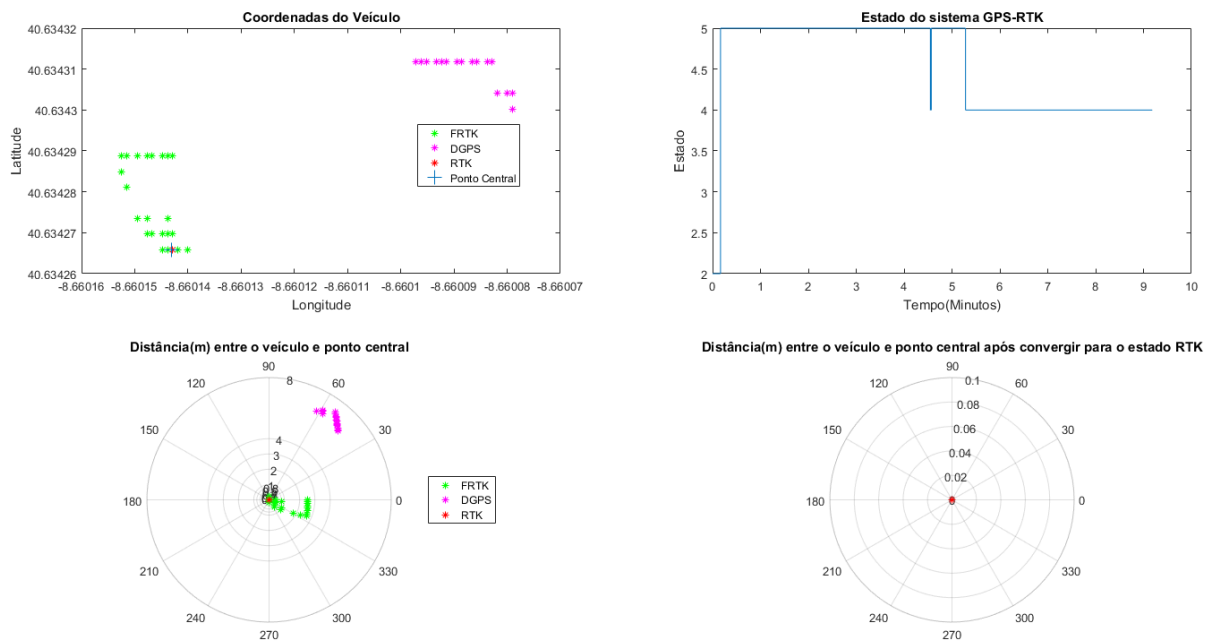 Coordenadas do Veículo
40.63432
40.63431
40.6343
40.63429
40.63428
40.63427
40.63426
Latitude
FRTK
DGPS
RTK
Ponto Central
-8.66016 -8.66015 -8.66014 -8.66013 -8.66012 -8.66011 -8.6601 -8.66009 -8.66008 -8.66007
Longitude
Estado do sistema GPS-RTK
5
4.5
4
3.5
3
2.5
2
Estado
0 1 2 3 4 5 6 7 8 9 10
Tempo(Minutos)
Distância(m) entre o veículo e ponto central
90
120 8 60
150 30
4
3
2
1
0.8
180 0
210 330
240 300
270
FRTK
DGPS
RTK
Distância(m) entre o veículo e ponto central após convergir para o estado RTK
90
120 0.1 60
0.08
0.06
150 30
0.04
0.02
180 0
210 330
240 300
270